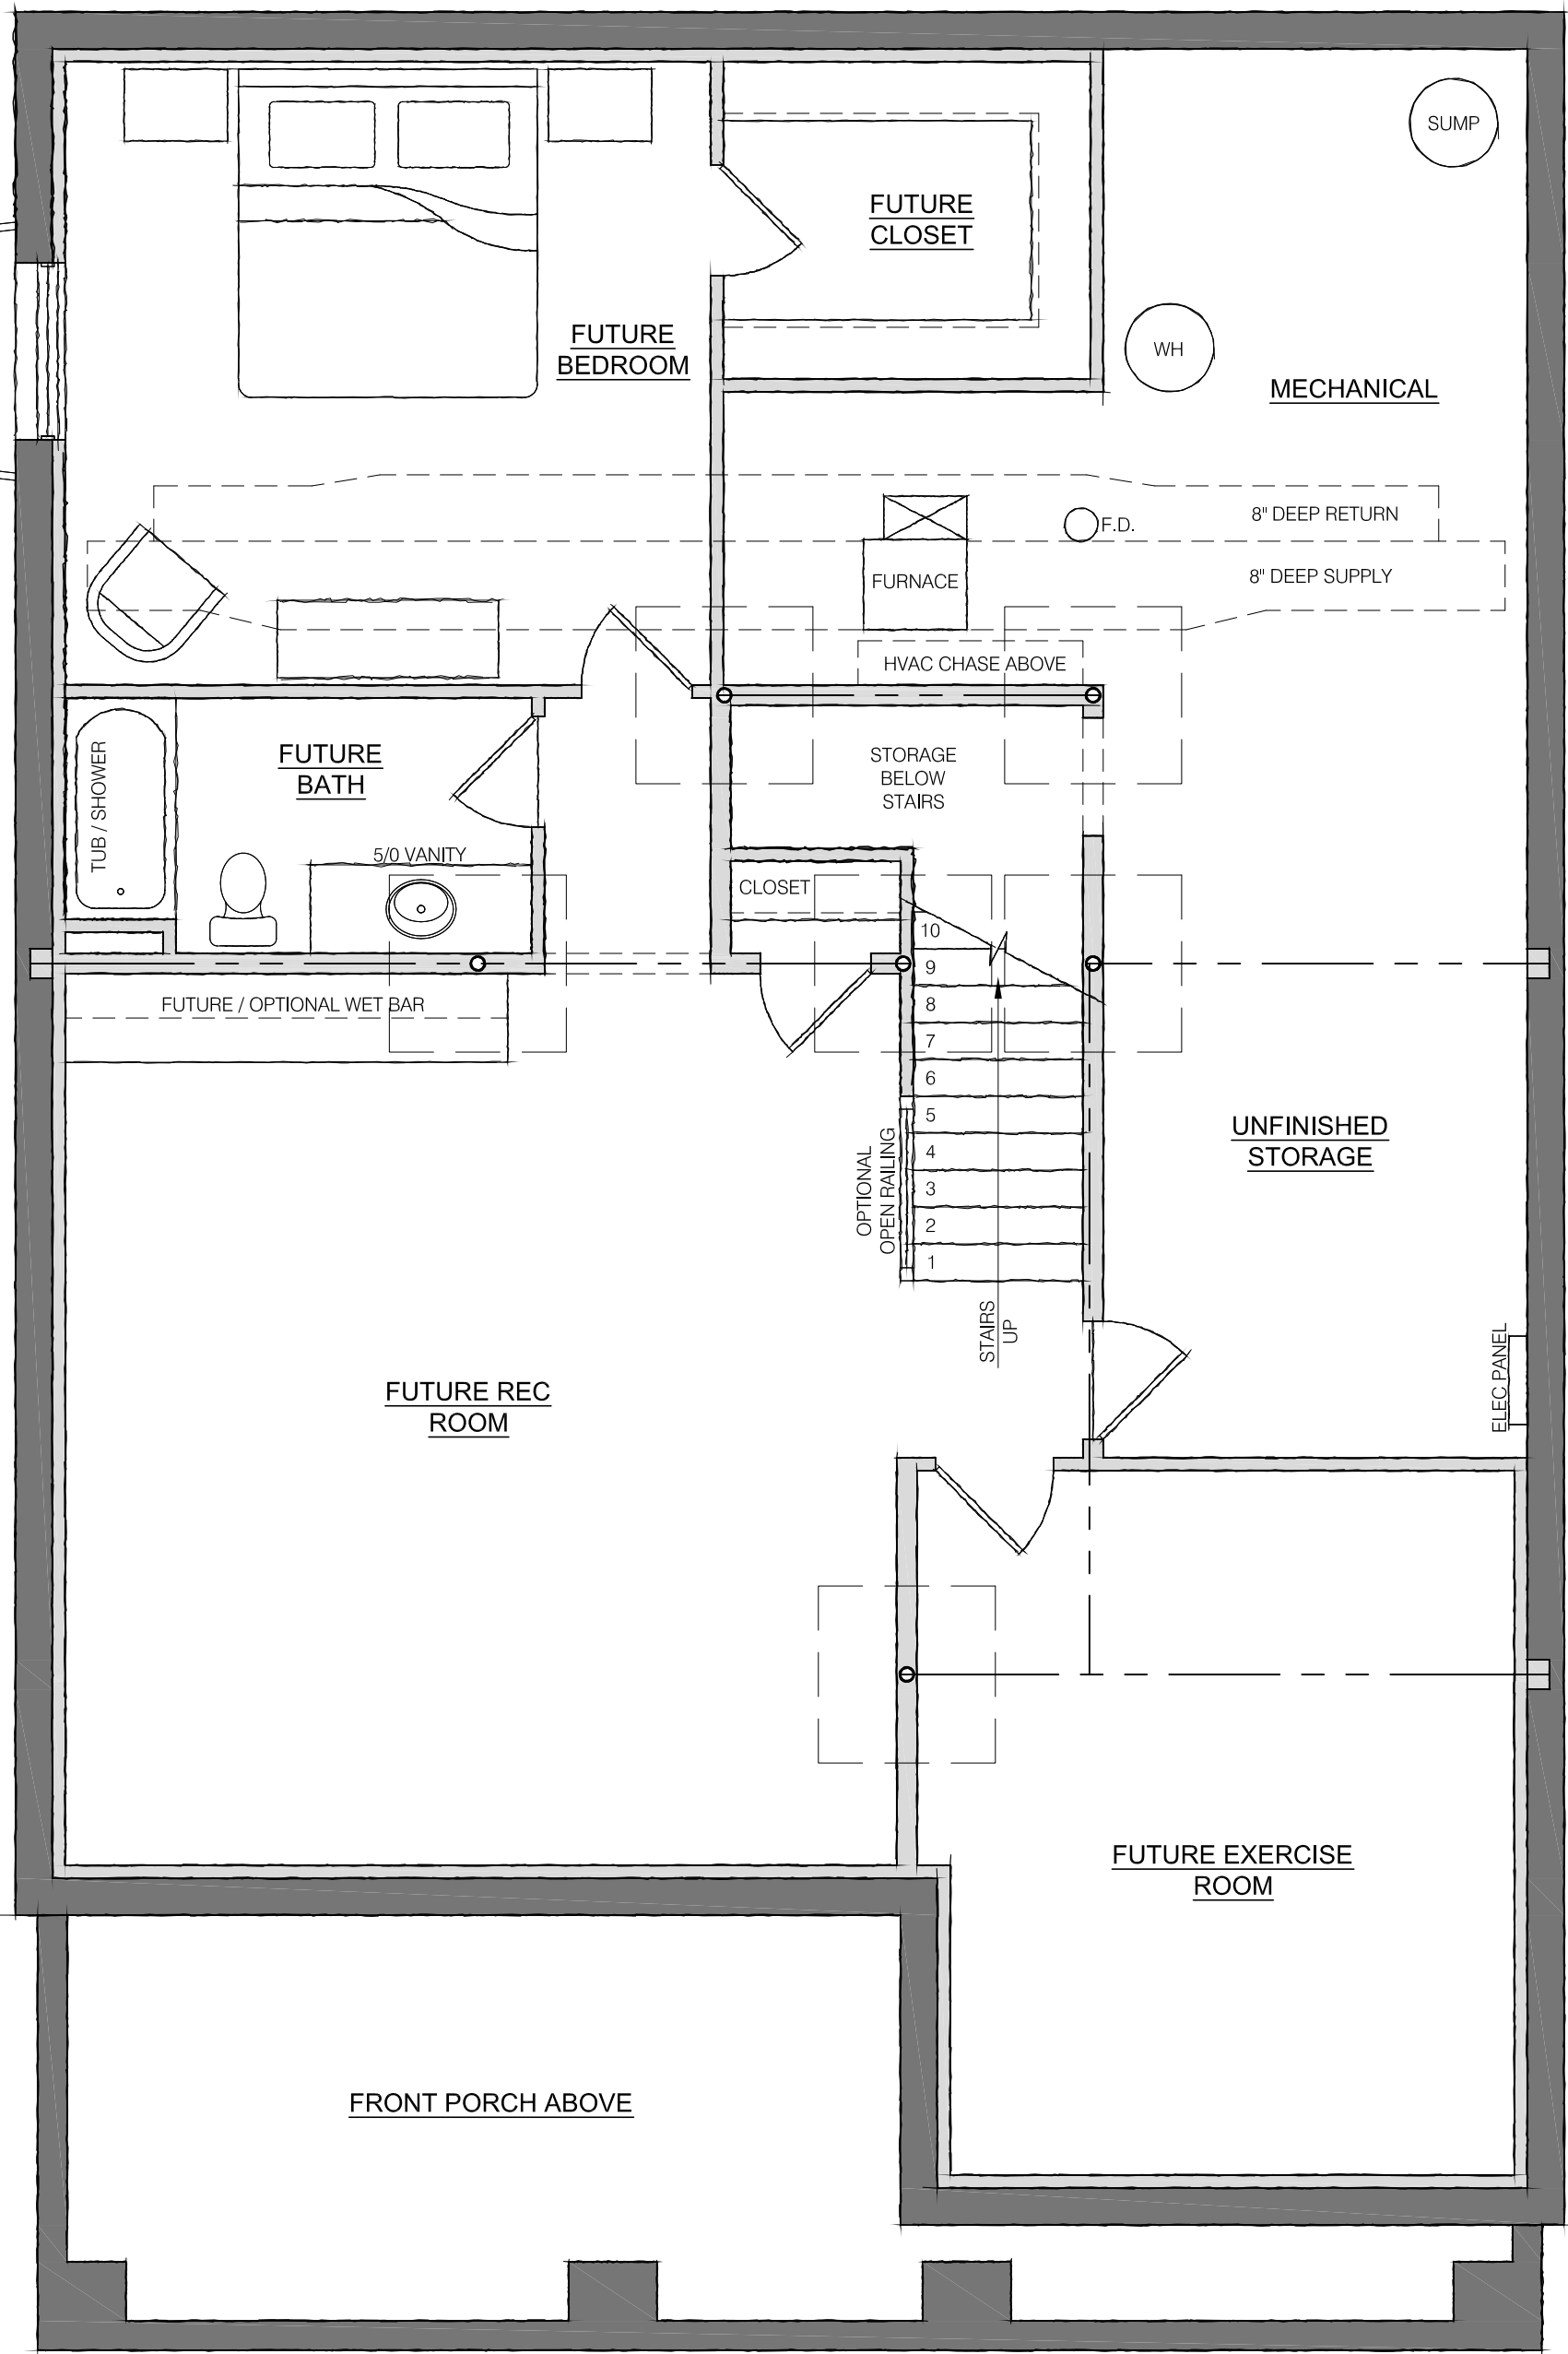 SUMP
FUTURE
CLOSET
FUTURE
BEDROOM
WH
MECHANICAL
8" DEEP RETURN
F.D.
FURNACE
8" DEEP SUPPLY
HVAC CHASE ABOVE
TUB / SHOWER
FUTURE
BATH
STORAGE
BELOW
STAIRS
5/0 VANITY
CLOSET
10
9
8
7
6
5
4
3
2
1
FUTURE / OPTIONAL WET BAR
OPTIONAL
OPEN RAILING
UNFINISHED
STORAGE
STAIRS
UP
ELEC PANEL
FUTURE REC
ROOM
FUTURE EXERCISE
ROOM
FRONT PORCH ABOVE